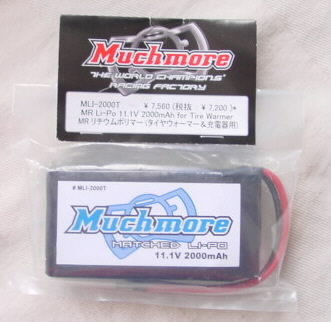 Muchmore
"THE WORLD CHAMPIONS'
RACING FACTORY
MLI-2000T ¥7,560(税抜 ¥7,200)*
MR Li-Po 11.1V 2000mAh for Tire Warmer
MR リチウムポリマー(タイヤウォーマー&充電器用)
# MLI-2000T
Muchmore
MATCHED LI-PO
11.1V 2000mAh